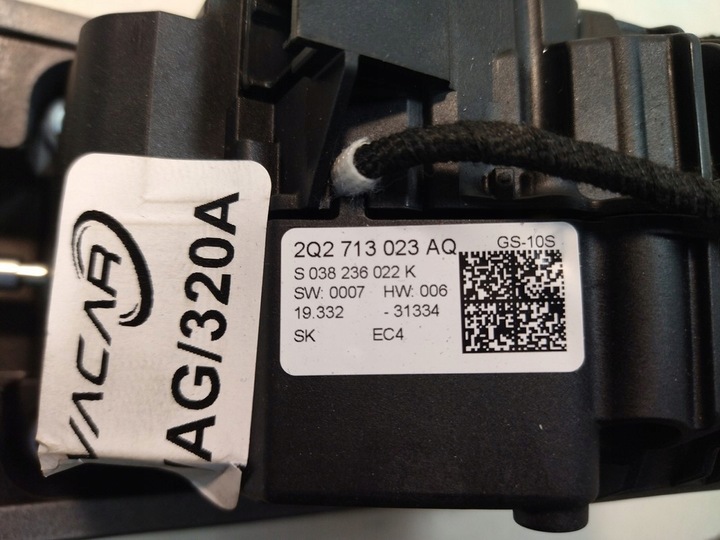 VACAR
AG/320A
2Q2 713 023 AQ
GS-10S
S 038 236 022 K
SW: 0007 HW: 006
19.332 - 31334
SK EC4